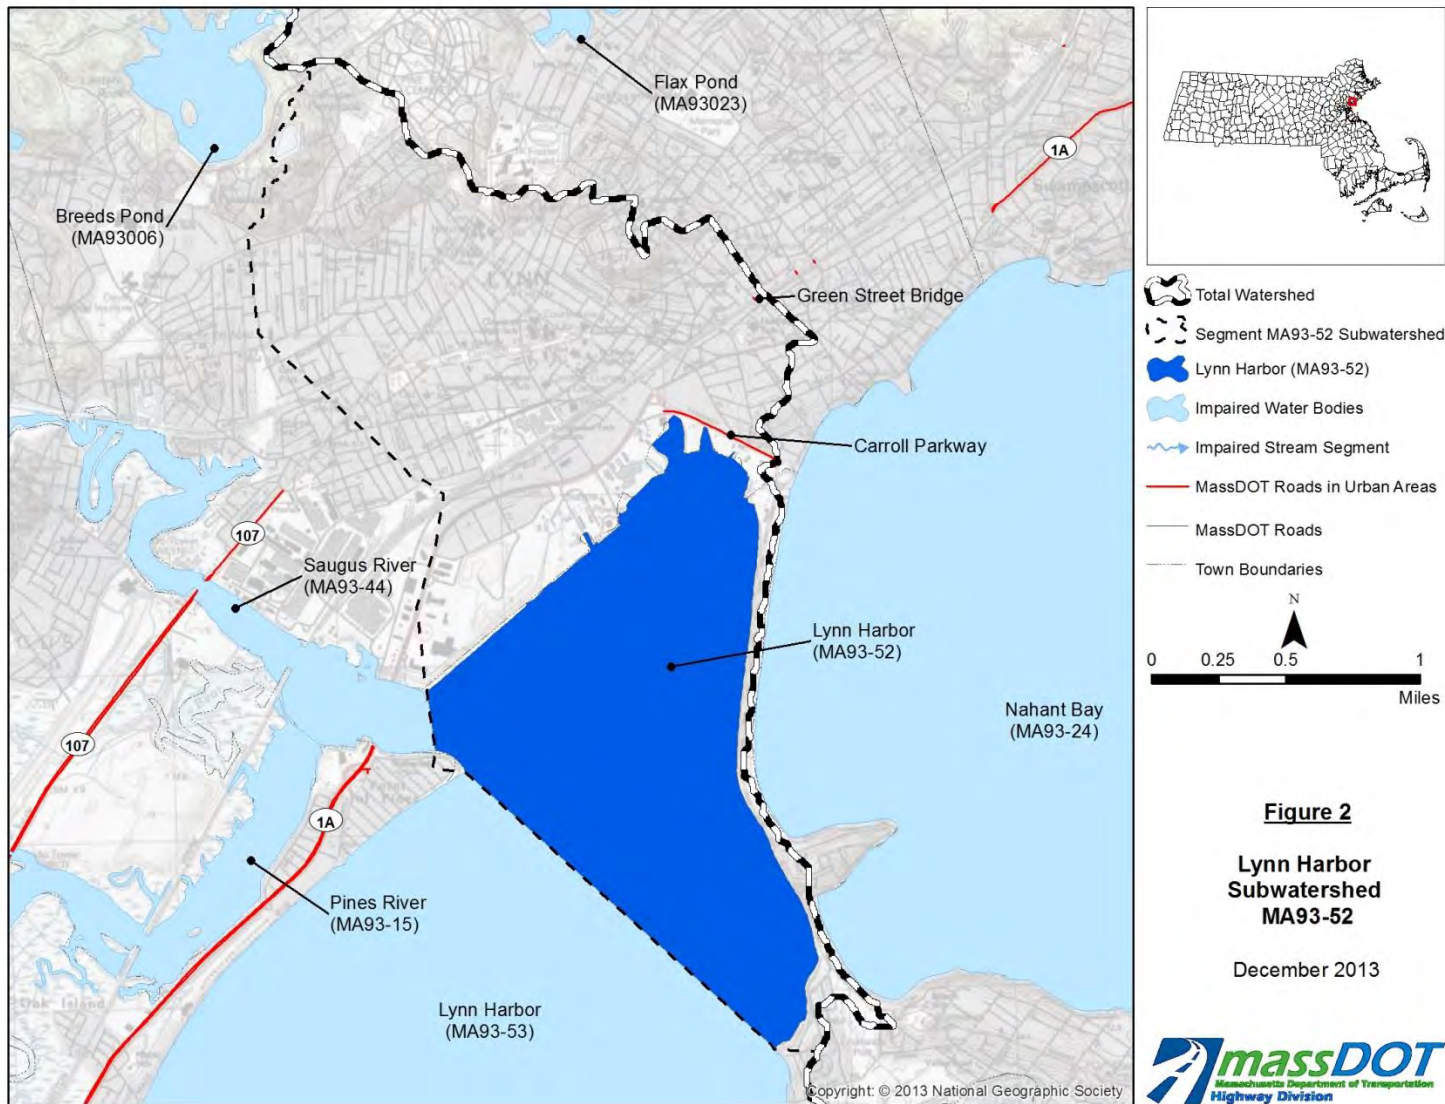 Flax Pond
(MA93023)
1A
Swampscott
Breeds Pond
(MA93006)
LYNN
Green Street Bridge
Carroll Parkway
107
Saugus River
(MA93-44)
Lynn Harbor
(MA93-52)
Nahant Bay
(MA93-24)
107
1A
Pines River
(MA93-15)
Oak Island
Lynn Harbor
(MA93-53)
Copyright: © 2013 National Geographic Society
Total Watershed
Segment MA93-52 Subwatershed
Lynn Harbor (MA93-52)
Impaired Water Bodies
Impaired Stream Segment
MassDOT Roads in Urban Areas
MassDOT Roads
Town Boundaries
N
0 0.25 0.5 1
Miles
Figure 2
Lynn Harbor
Subwatershed
MA93-52
December 2013
massDOT
Massachusetts Department of Transportation
Highway Division